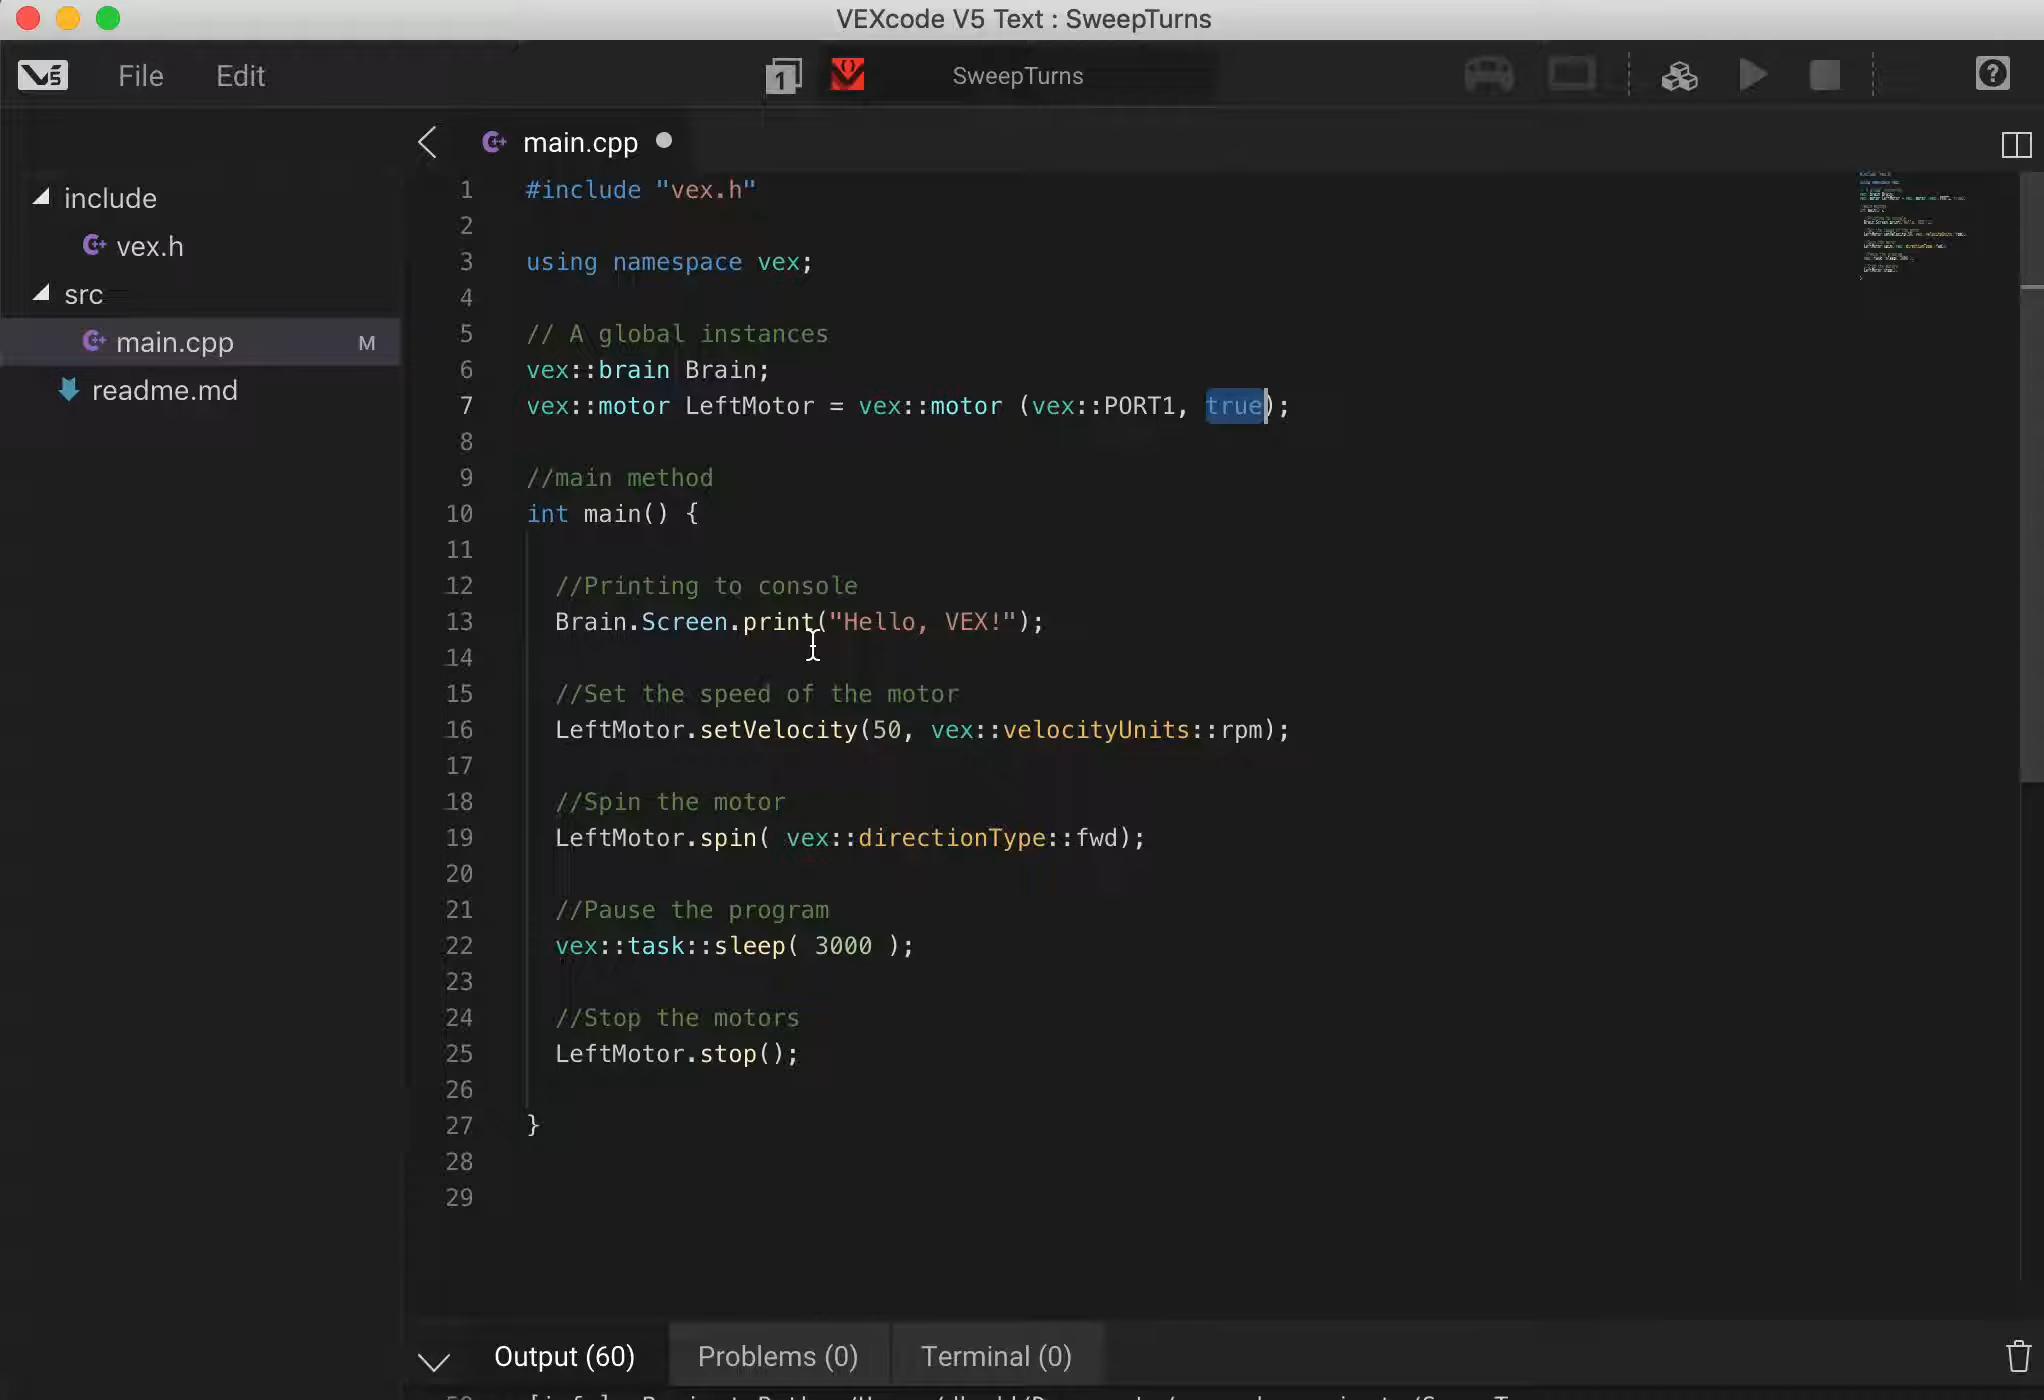 VEXcode V5 Text : SweepTurns
V5 File Edit 1 SweepTurns ?
main.cpp
include
vex.h
src
main.cpp M
readme.md
1 #include "vex.h"
2
3 using namespace vex;
4
5 // A global instances
6 vex::brain Brain;
7 vex::motor LeftMotor = vex::motor (vex::PORT1, true);
8
9 //main method
10 int main() {
11
12 //Printing to console
13 Brain.Screen.print("Hello, VEX!");
14
15 //Set the speed of the motor
16 LeftMotor.setVelocity(50, vex::velocityUnits::rpm);
17
18 //Spin the motor
19 LeftMotor.spin( vex::directionType::fwd);
20
21 //Pause the program
22 vex::task::sleep( 3000 );
23
24 //Stop the motors
25 LeftMotor.stop();
26
27 }
28
29
Output (60) Problems (0) Terminal (0)